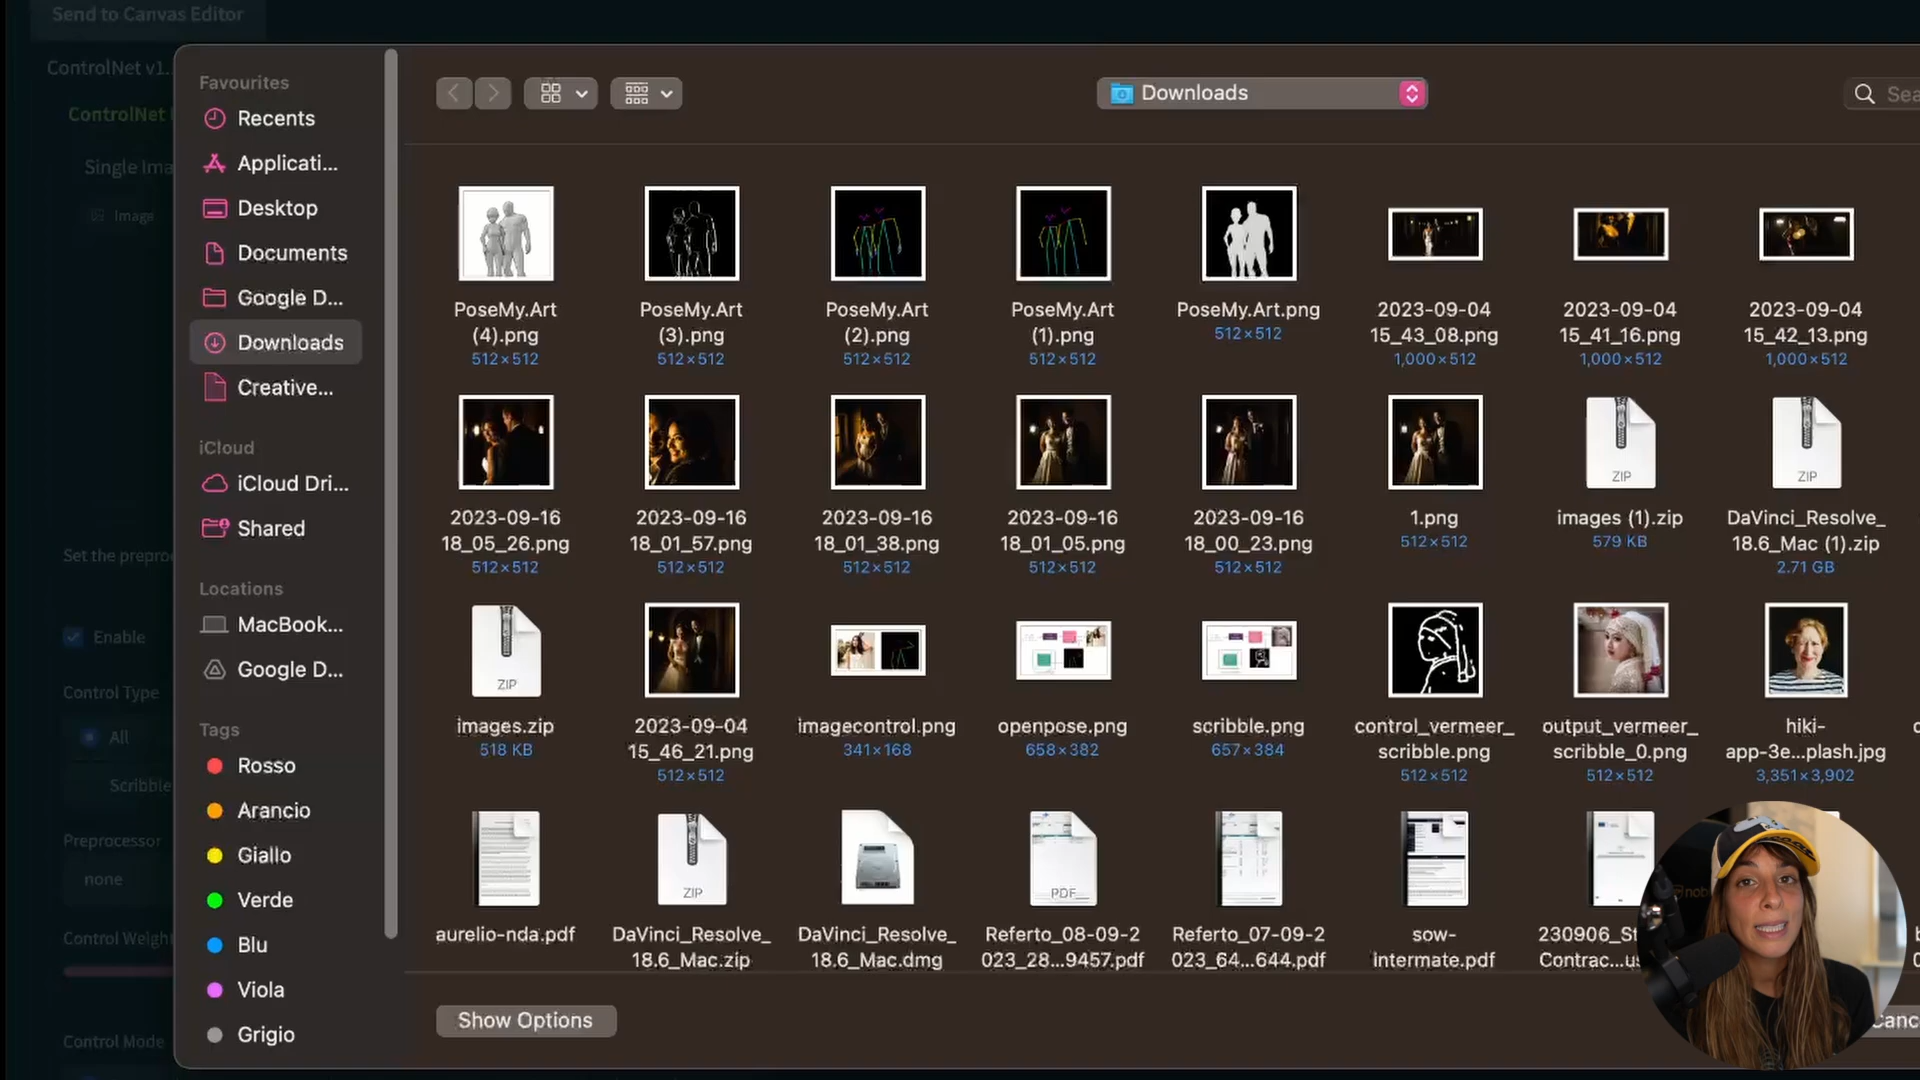 Send to Canvas Editor
ControlNet v1.
ControlNet
Single Ima
Image
Set the preproc
Enable
Control Type
All
Scribble
Preprocessor
none
Control Weight
Control Mode
Favourites
Recents
Applicati...
Desktop
Documents
Google D...
Downloads
Creative...
iCloud
iCloud Dri...
Shared
Locations
MacBook...
Google D...
Tags
Rosso
Arancio
Giallo
Verde
Blu
Viola
Grigio
Downloads
Sea
PoseMy.Art
(4).png
512×512
PoseMy.Art
(3).png
512×512
PoseMy.Art
(2).png
512×512
PoseMy.Art
(1).png
512×512
PoseMy.Art.png
512×512
2023-09-04
15_43_08.png
1,000×512
2023-09-04
15_41_16.png
1,000×512
2023-09-04
15_42_13.png
1,000×512
2023-09-16
18_05_26.png
512×512
2023-09-16
18_01_57.png
512×512
2023-09-16
18_01_38.png
512×512
2023-09-16
18_01_05.png
512×512
2023-09-16
18_00_23.png
512×512
1.png
512×512
ZIP
images (1).zip
579 KB
ZIP
DaVinci_Resolve_
18.6_Mac (1).zip
2.71 GB
ZIP
images.zip
518 KB
2023-09-04
15_46_21.png
512×512
imagecontrol.png
341×168
openpose.png
658×382
scribble.png
657×384
control_vermeer_
scribble.png
512×512
output_vermeer_
scribble_0.png
512×512
hiki-
app-3e...plash.jpg
3,351×3,902
aurelio-nda.pdf
ZIP
DaVinci_Resolve_
18.6_Mac.zip
DaVinci_Resolve_
18.6_Mac.dmg
PDF
Referto_08-09-2
023_28...9457.pdf
Referto_07-09-2
023_64...644.pdf
sow-
intermate.pdf
230906_St
Contrac...us
Show Options
Canc